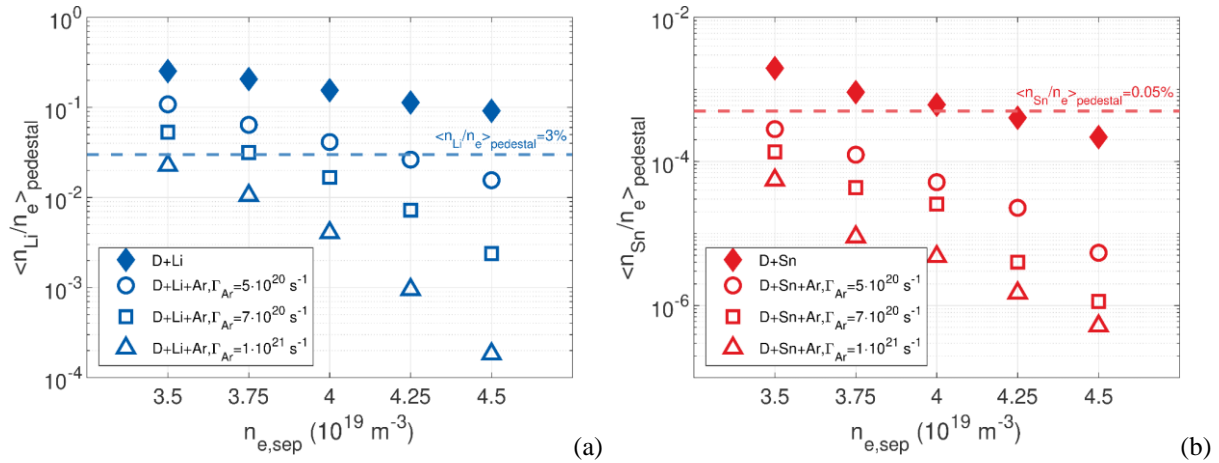 10^0
10^-1
10^-2
10^-3
10^-4
<n_Li/n_e>_pedestal
<n_Li/n_e>_pedestal=3%
D+Li
D+Li+Ar,Γ_Ar=5·10^20 s^-1
D+Li+Ar,Γ_Ar=7·10^20 s^-1
D+Li+Ar,Γ_Ar=1·10^21 s^-1
3.5 3.75 4 4.25 4.5
n_e,sep (10^19 m^-3)
(a)
10^-2
10^-4
10^-6
<n_Sn/n_e>_pedestal
<n_Sn/n_e>_pedestal=0.05%
D+Sn
D+Sn+Ar,Γ_Ar=5·10^20 s^-1
D+Sn+Ar,Γ_Ar=7·10^20 s^-1
D+Sn+Ar,Γ_Ar=1·10^21 s^-1
3.5 3.75 4 4.25 4.5
n_e,sep (10^19 m^-3)
(b)